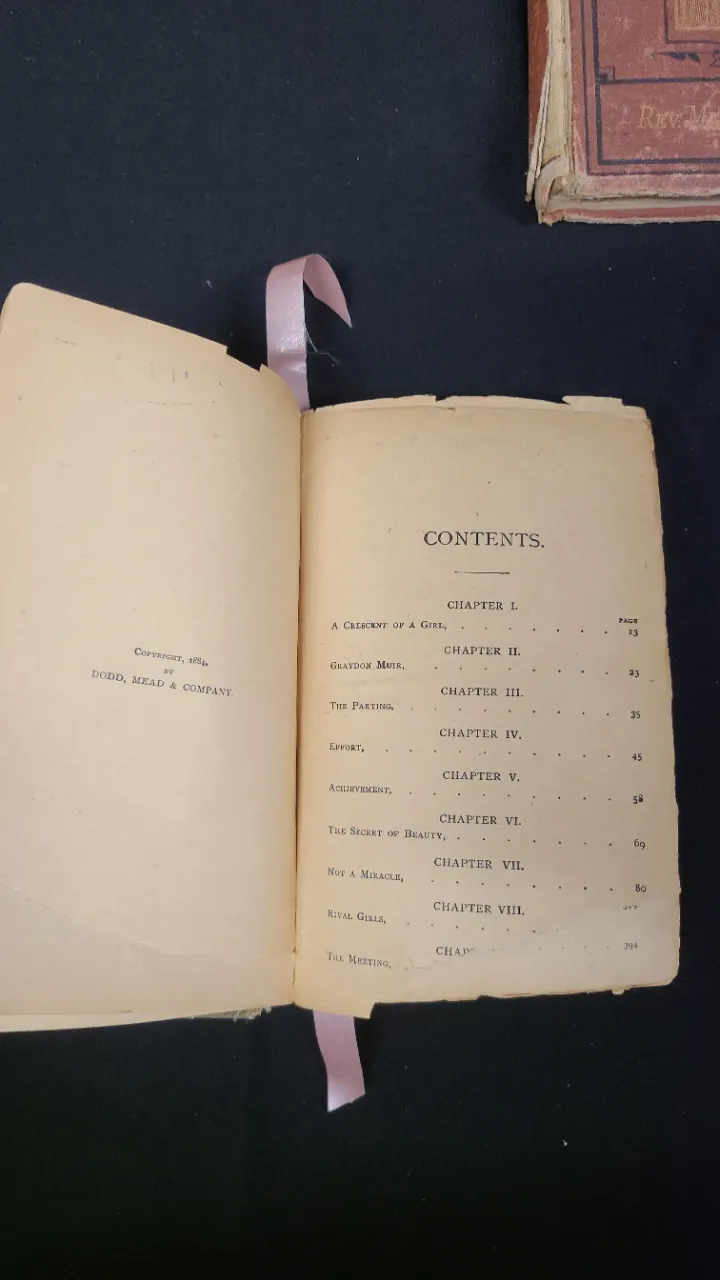 REV.
COPYRIGHT, 1884,
BY
DODD, MEAD & COMPANY.
CONTENTS.
CHAPTER I.
PAGE
A CRESCENT OF A GIRL, . . . . . . . 13
CHAPTER II.
GRAYDON MUIR, . . . . . . . 23
CHAPTER III.
THE PARTING, . . . . . . . . 35
CHAPTER IV.
EFFORT, . . . . . . . . . 45
CHAPTER V.
ACHIEVEMENT, . . . . . . . . 58
CHAPTER VI.
THE SECRET OF BEAUTY, . . . . . . . 69
CHAPTER VII.
NOT A MIRACLE, . . . . . . . 80
CHAPTER VIII.
RIVAL GIRLS, . . . . . .
THE MEETING, . 394